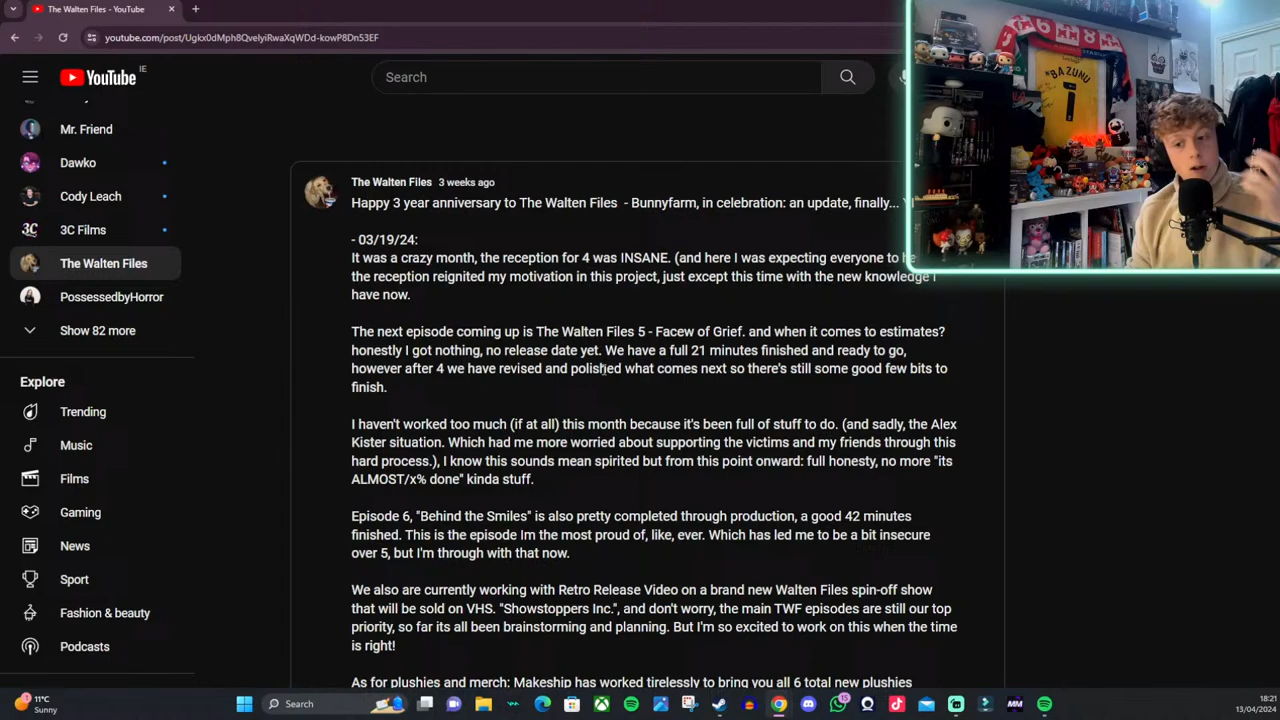 The Walten Files - YouTube
youtube.com/post/Ugkx0dMph8QvelyiRwaXqWDd-kowP8Dn53EF
YouTube IE
Search
Mr. Friend
Dawko
Cody Leach
3C Films
The Walten Files
PossessedbyHorror
Show 82 more
Explore
Trending
Music
Films
Gaming
News
Sport
Fashion & beauty
Podcasts
The Walten Files 3 weeks ago
Happy 3 year anniversary to The Walten Files - Bunnyfarm, in celebration: an update, finally...
- 03/19/24:
It was a crazy month, the reception for 4 was INSANE. (and here I was expecting everyone to
the reception reignited my motivation in this project, just except this time with the new knowledge I
have now.
The next episode coming up is The Walten Files 5 - Facew of Grief. and when it comes to estimates?
honestly I got nothing, no release date yet. We have a full 21 minutes finished and ready to go,
however after 4 we have revised and polished what comes next so there's still some good few bits to
finish.
I haven't worked too much (if at all) this month because it's been full of stuff to do. (and sadly, the Alex
Kister situation. Which had me more worried about supporting the victims and my friends through this
hard process.), I know this sounds mean spirited but from this point onward: full honesty, no more "its
ALMOST/x% done" kinda stuff.
Episode 6, "Behind the Smiles" is also pretty completed through production, a good 42 minutes
finished. This is the episode Im the most proud of, like, ever. Which has led me to be a bit insecure
over 5, but I'm through with that now.
We also are currently working with Retro Release Video on a brand new Walten Files spin-off show
that will be sold on VHS. "Showstoppers Inc.", and don't worry, the main TWF episodes are still our top
priority, so far its all been brainstorming and planning. But I'm so excited to work on this when the time
is right!
As for plushies and merch: Makeship has worked tirelessly to bring you all 6 total new plushies
BAZUNU
1
11°C
Sunny
Search
15
MM
18:21
13/04/2024